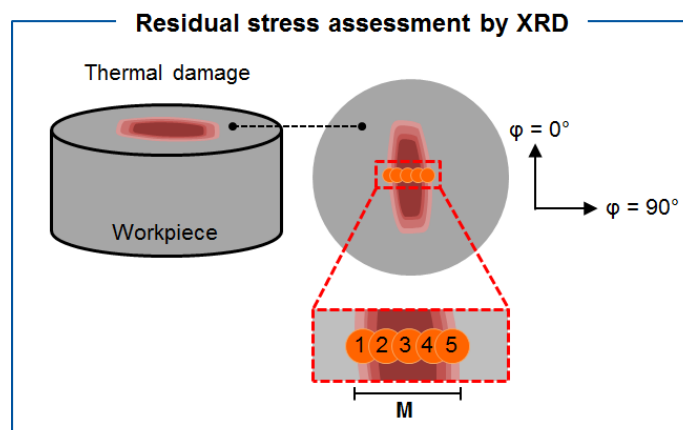 Residual stress assessment by XRD
Thermal damage
φ = 0°
φ = 90°
Workpiece
1 2 3 4 5
M